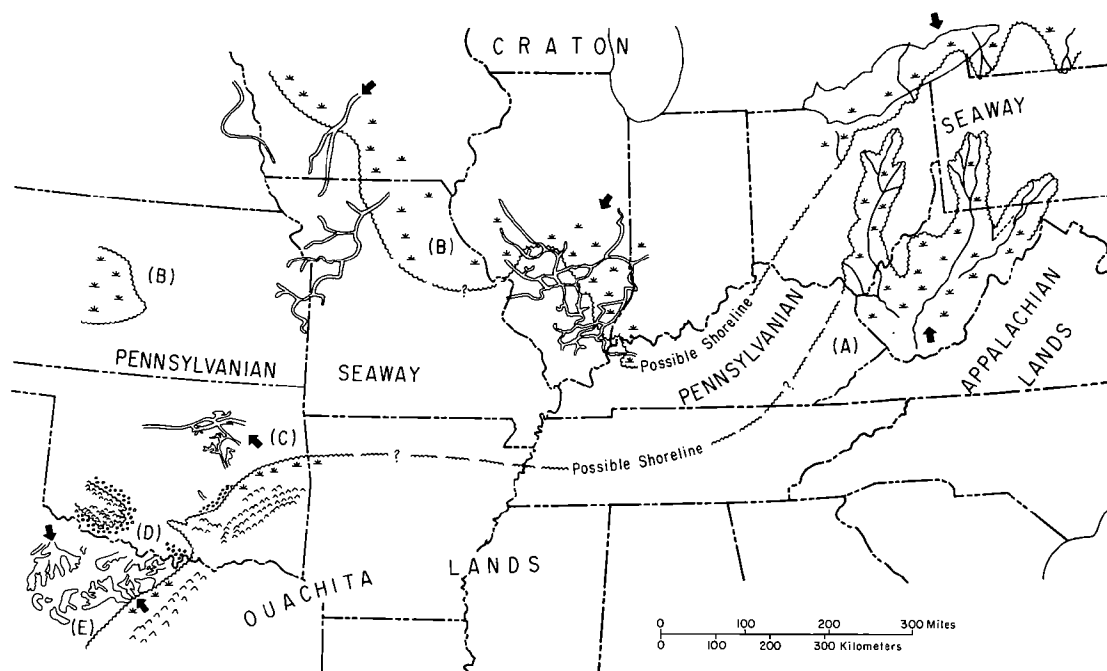 CRATON
SEAWAY
(B)
(B)
Possible Shoreline
PENNSYLVANIAN
(A)
APPALACHIAN
LANDS
PENNSYLVANIAN
SEAWAY
?
?
(C)
?
Possible Shoreline
(D)
OUACHITA
LANDS
(E)
0 100 200 300 Miles
0 100 200 300 Kilometers